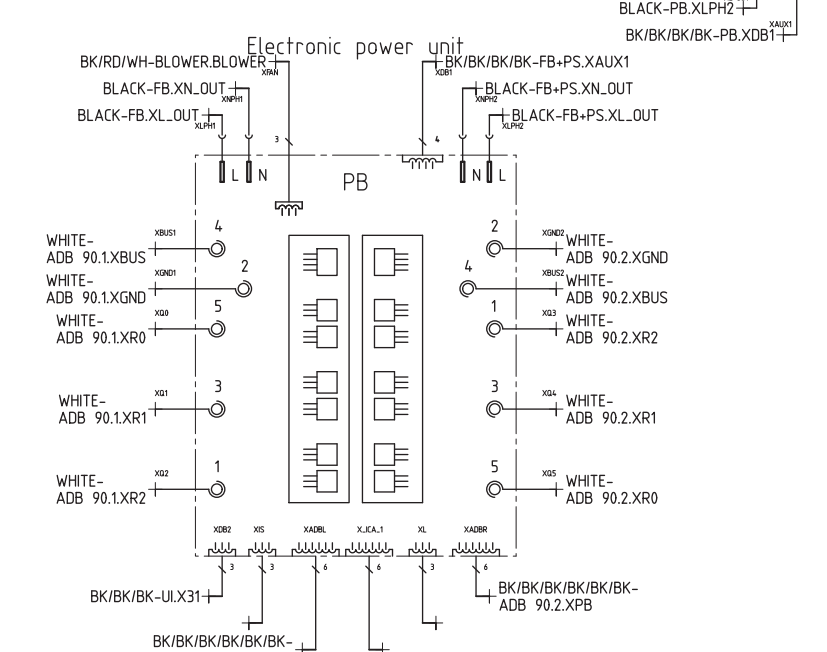 BLACK-PB.XLPH2
XAUX1
BK/BK/BK/BK-PB.XDB1
Electronic power unit
BK/RD/WH-BLOWER.BLOWER
XFAN
BK/BK/BK/BK-FB+PS.XAUX1
XDB1
BLACK-FB.XN_OUT
XNPH1
BLACK-FB+PS.XN_OUT
XNPH2
BLACK-FB.XL_OUT
XLPH1
BLACK-FB+PS.XL_OUT
XLPH2
3
4
L N
PB
N L
WHITE-
ADB 90.1.XBUS
XBUS1
4
2
XGND2
WHITE-
ADB 90.2.XGND
WHITE-
ADB 90.1.XGND
XGND1
2
4
XBUS2
WHITE-
ADB 90.2.XBUS
WHITE-
ADB 90.1.XR0
XQ0
5
1
XQ3
WHITE-
ADB 90.2.XR2
WHITE-
ADB 90.1.XR1
XQ1
3
3
XQ4
WHITE-
ADB 90.2.XR1
WHITE-
ADB 90.1.XR2
XQ2
1
5
XQ5
WHITE-
ADB 90.2.XR0
XDB2 XIS XADBL X_ICA_1 XL XADBR
3 3 6 6 3 6
BK/BK/BK-UI.X31
BK/BK/BK/BK/BK/BK-
ADB 90.2.XPB
BK/BK/BK/BK/BK/BK-